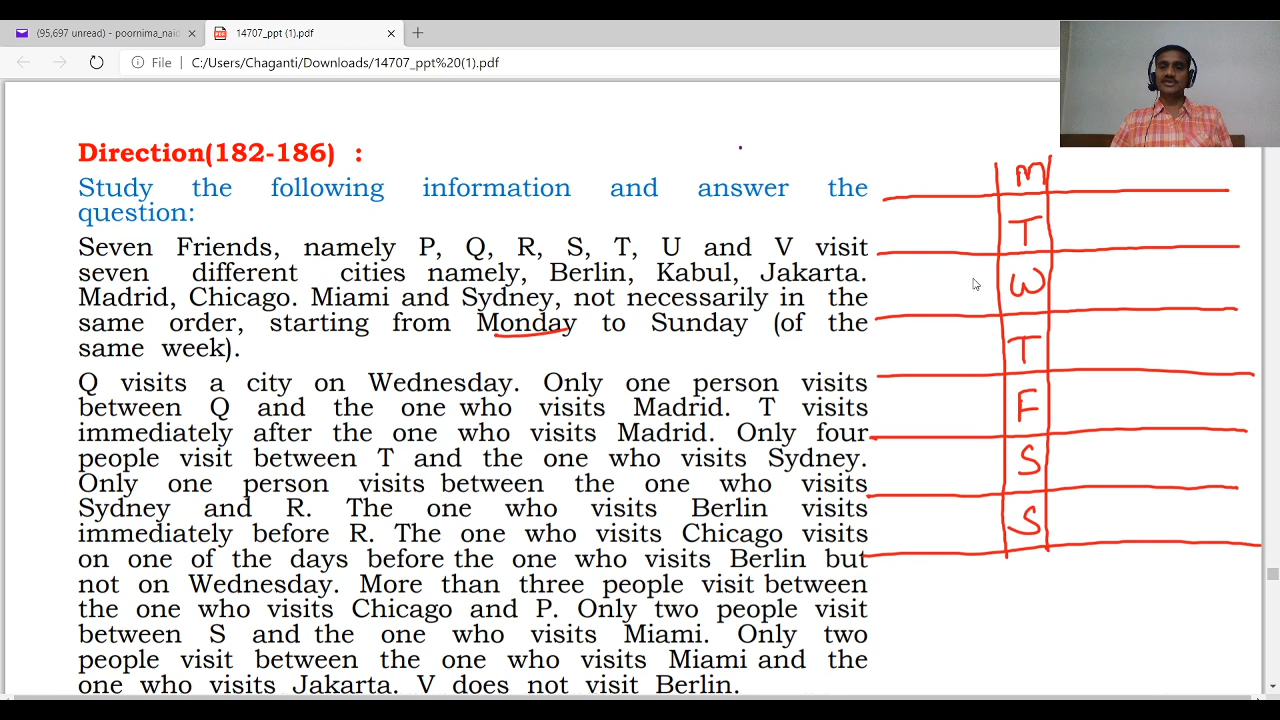 (95,697 unread) - poornima_naid
14707_ppt (1).pdf
File
C:/Users/Chaganti/Downloads/14707_ppt%20(1).pdf
Direction(182-186) :
Study the following information and answer the
question:
Seven Friends, namely P, Q, R, S, T, U and V visit
seven different cities namely, Berlin, Kabul, Jakarta.
Madrid, Chicago. Miami and Sydney, not necessarily in the
same order, starting from Monday to Sunday (of the
same week).
Q visits a city on Wednesday. Only one person visits
between Q and the one who visits Madrid. T visits
immediately after the one who visits Madrid. Only four
people visit between T and the one who visits Sydney.
Only one person visits between the one who visits
Sydney and R. The one who visits Berlin visits
immediately before R. The one who visits Chicago visits
on one of the days before the one who visits Berlin but
not on Wednesday. More than three people visit between
the one who visits Chicago and P. Only two people visit
between S and the one who visits Miami. Only two
people visit between the one who visits Miami and the
one who visits Jakarta. V does not visit Berlin.
M
T
W
T
F
S
S